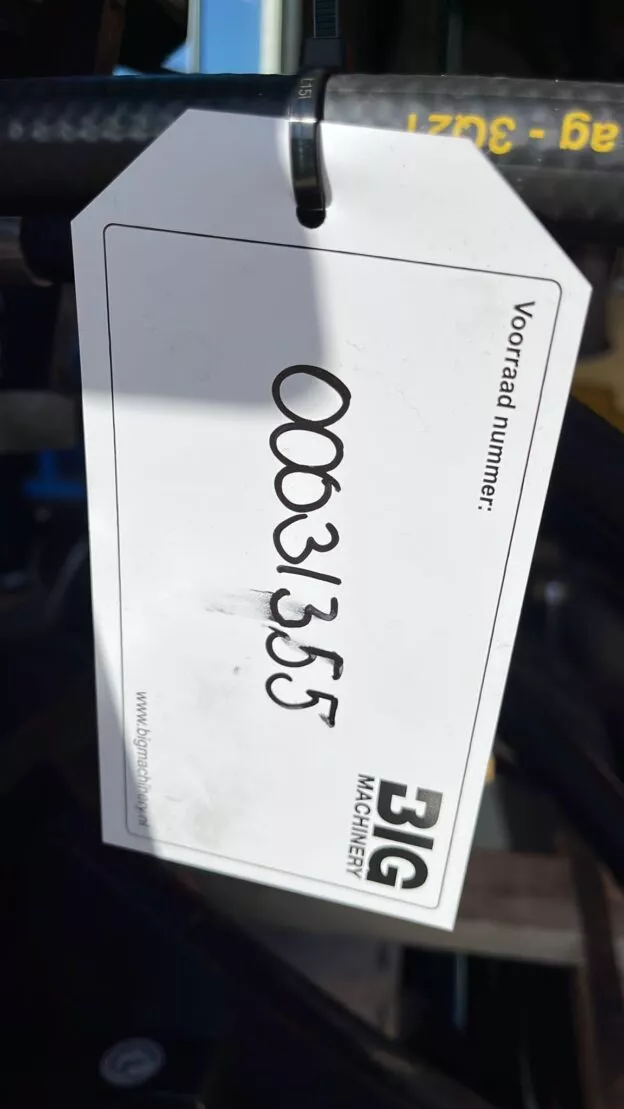 Voorraad nummer:
00031355
BIG
MACHINERY
www.bigmachinery.nl
ag - 3Q21